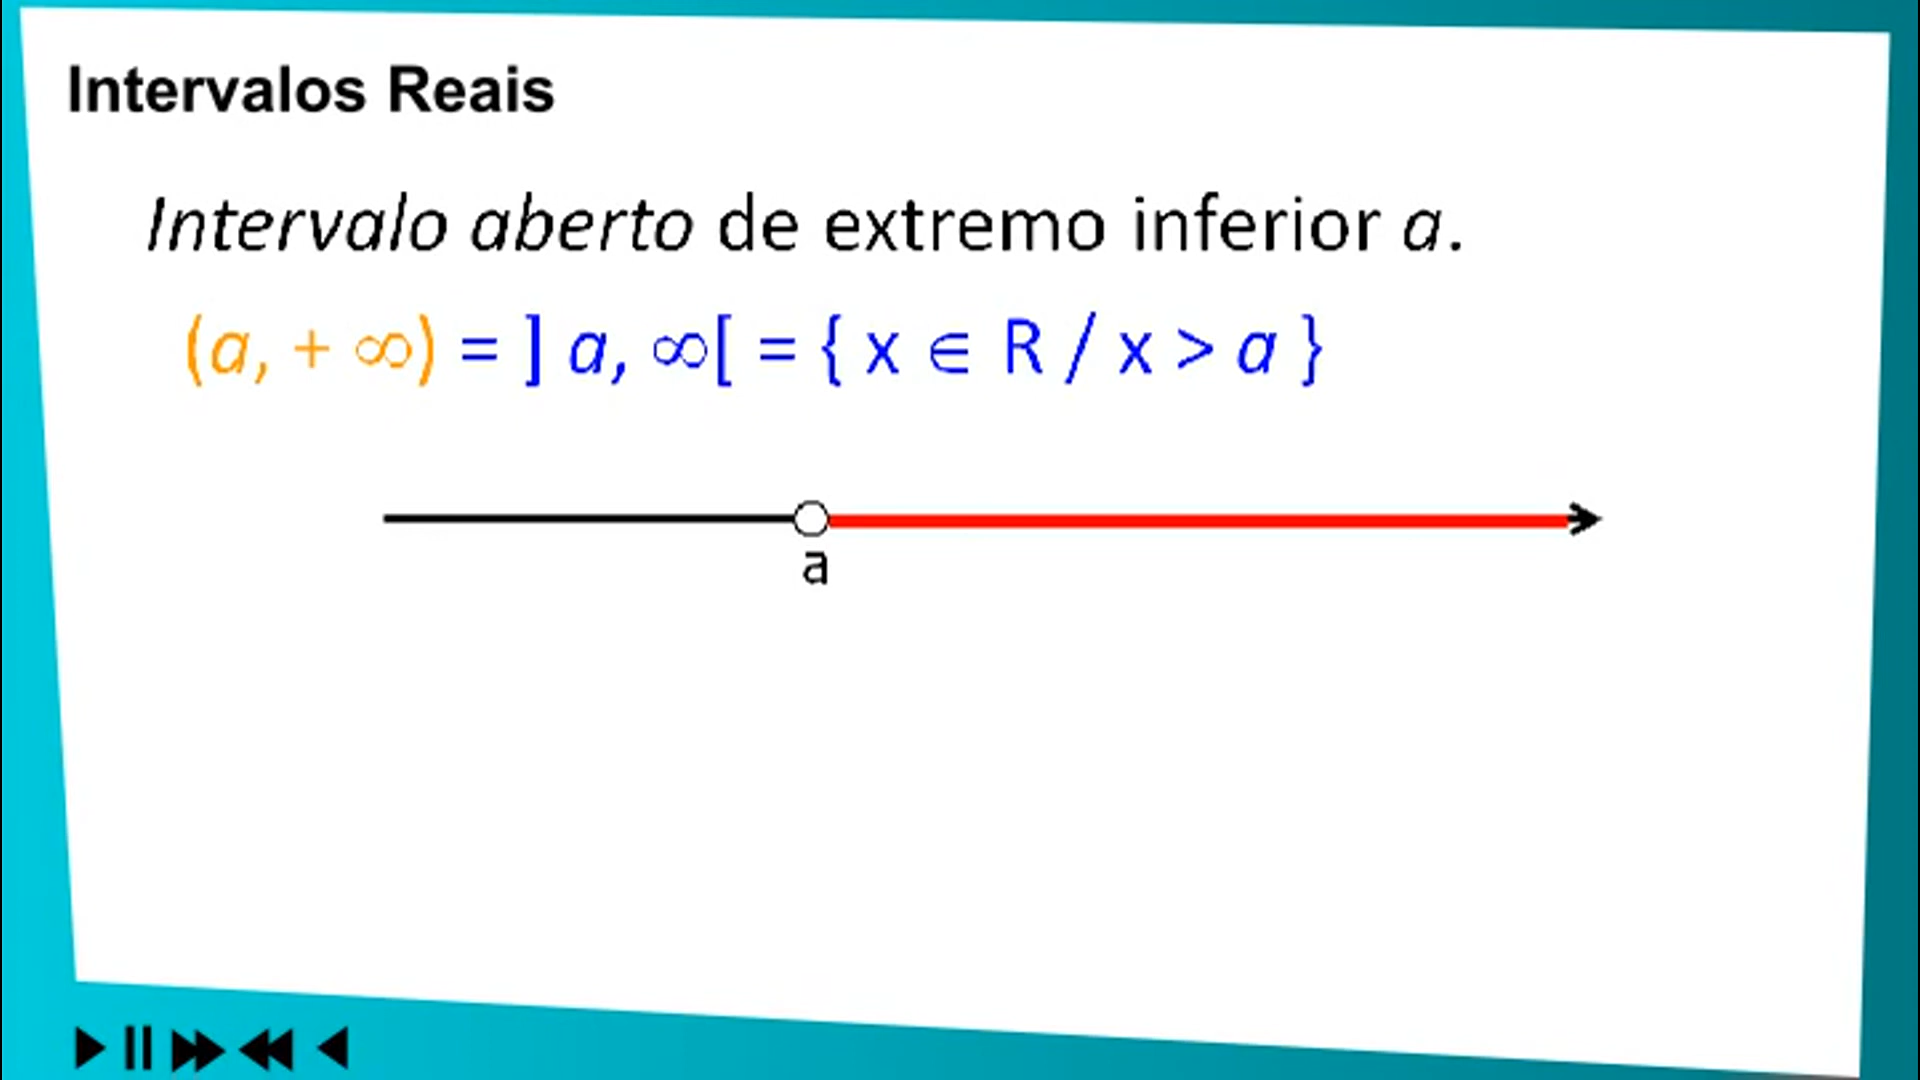 Intervalos Reais
Intervalo aberto de extremo inferior a.
(a, + ∞) = ] a, ∞[ = { x ∈ R / x > a }
a